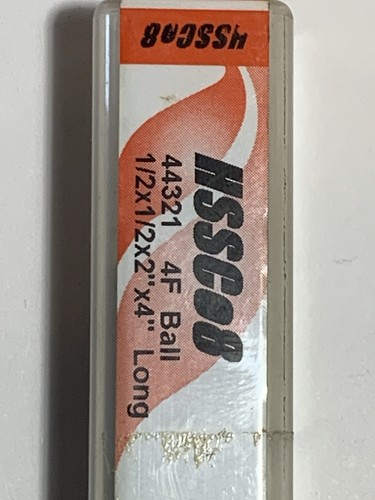 HSSCo8
HSSCo8
44321 4F Ball
1/2x1/2x2"x4" Long